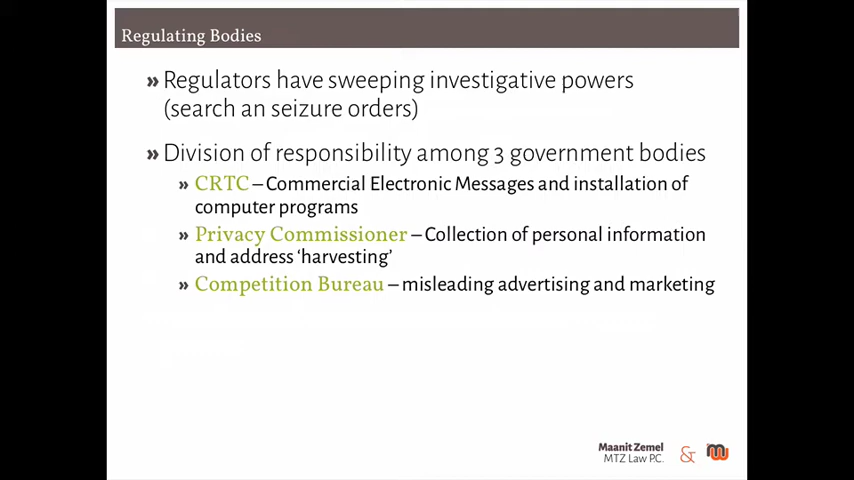 Regulating Bodies
» Regulators have sweeping investigative powers
(search an seizure orders)
» Division of responsibility among 3 government bodies
» CRTC – Commercial Electronic Messages and installation of
computer programs
» Privacy Commissioner – Collection of personal information
and address ‘harvesting’
» Competition Bureau – misleading advertising and marketing
Maanit Zemel
MTZ Law P.C.
&